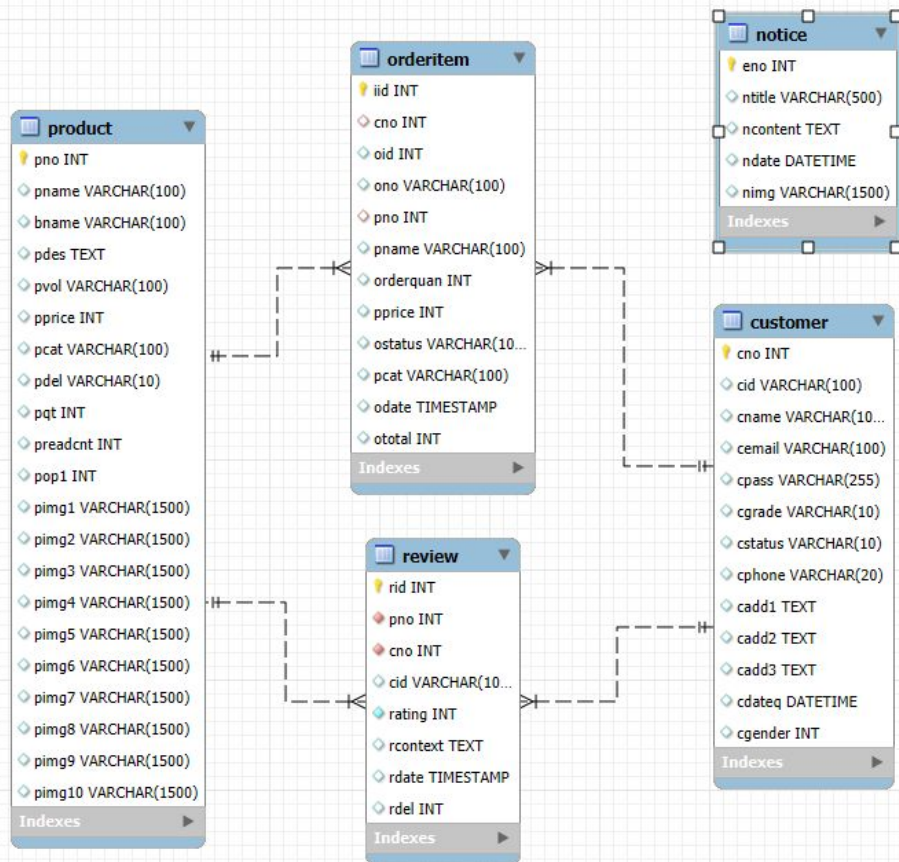 product
pno INT
pname VARCHAR(100)
bname VARCHAR(100)
pdes TEXT
pvol VARCHAR(100)
pprice INT
pcat VARCHAR(100)
pdel VARCHAR(10)
pqt INT
preadcnt INT
pop1 INT
pimg1 VARCHAR(1500)
pimg2 VARCHAR(1500)
pimg3 VARCHAR(1500)
pimg4 VARCHAR(1500)
pimg5 VARCHAR(1500)
pimg6 VARCHAR(1500)
pimg7 VARCHAR(1500)
pimg8 VARCHAR(1500)
pimg9 VARCHAR(1500)
pimg10 VARCHAR(1500)
Indexes
orderitem
iid INT
cno INT
oid INT
ono VARCHAR(100)
pno INT
pname VARCHAR(100)
orderquan INT
pprice INT
ostatus VARCHAR(10...
pcat VARCHAR(100)
odate TIMESTAMP
ototal INT
Indexes
review
rid INT
pno INT
cno INT
cid VARCHAR(10...
rating INT
rcontext TEXT
rdate TIMESTAMP
rdel INT
Indexes
notice
eno INT
ntitle VARCHAR(500)
ncontent TEXT
ndate DATETIME
nimg VARCHAR(1500)
Indexes
customer
cno INT
cid VARCHAR(100)
cname VARCHAR(10...
cemail VARCHAR(100)
cpass VARCHAR(255)
cgrade VARCHAR(10)
cstatus VARCHAR(10)
cphone VARCHAR(20)
cadd1 TEXT
cadd2 TEXT
cadd3 TEXT
cdateq DATETIME
cgender INT
Indexes